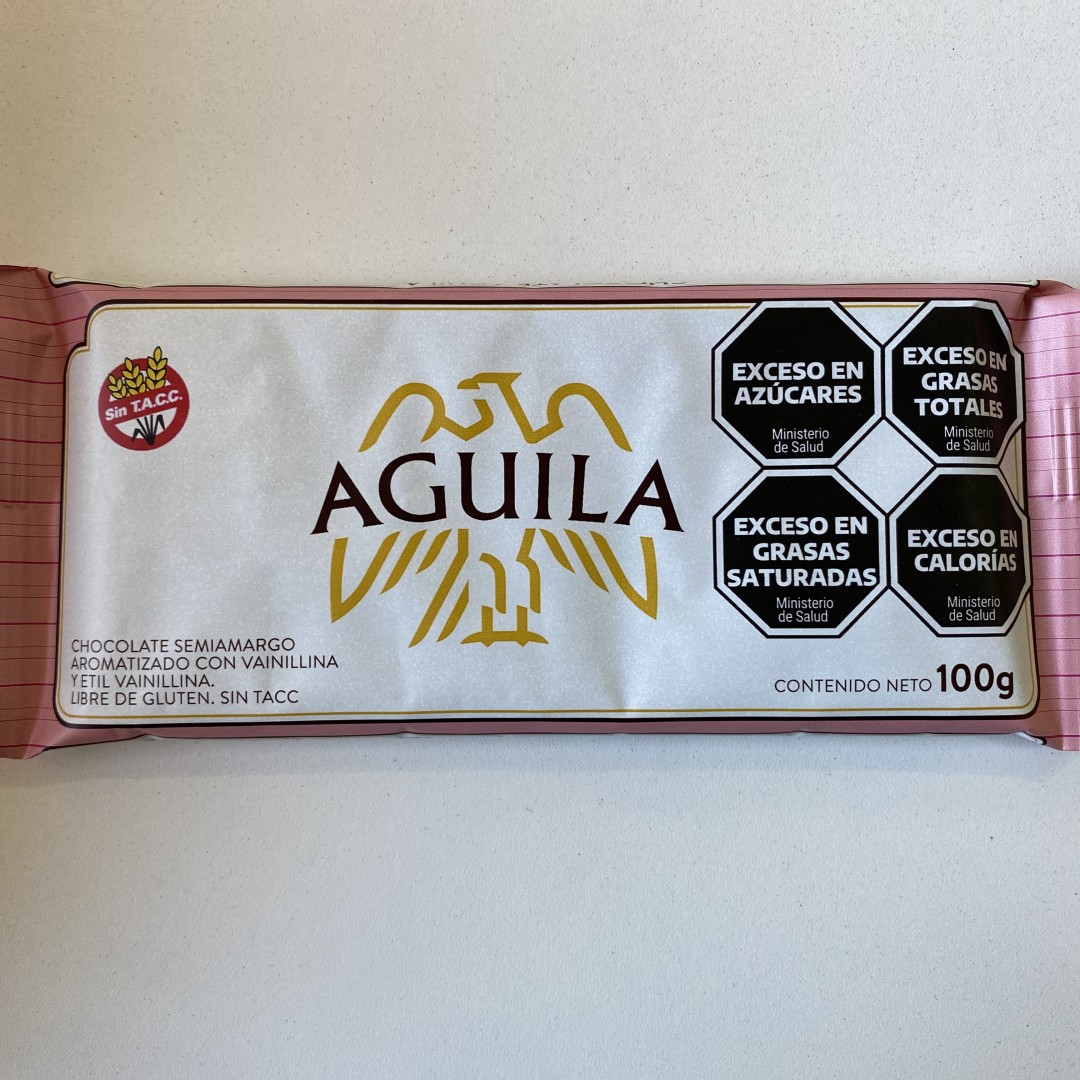 Sin T.A.C.C.
AGUILA
EXCESO EN
AZÚCARES
Ministerio
de Salud
EXCESO EN
GRASAS
TOTALES
Ministerio
de Salud
EXCESO EN
GRASAS
SATURADAS
Ministerio
de Salud
EXCESO EN
CALORÍAS
Ministerio
de Salud
CHOCOLATE SEMIAMARGO
AROMATIZADO CON VAINILLINA
Y ETIL VAINILLINA.
LIBRE DE GLUTEN. SIN TACC
CONTENIDO NETO 100g